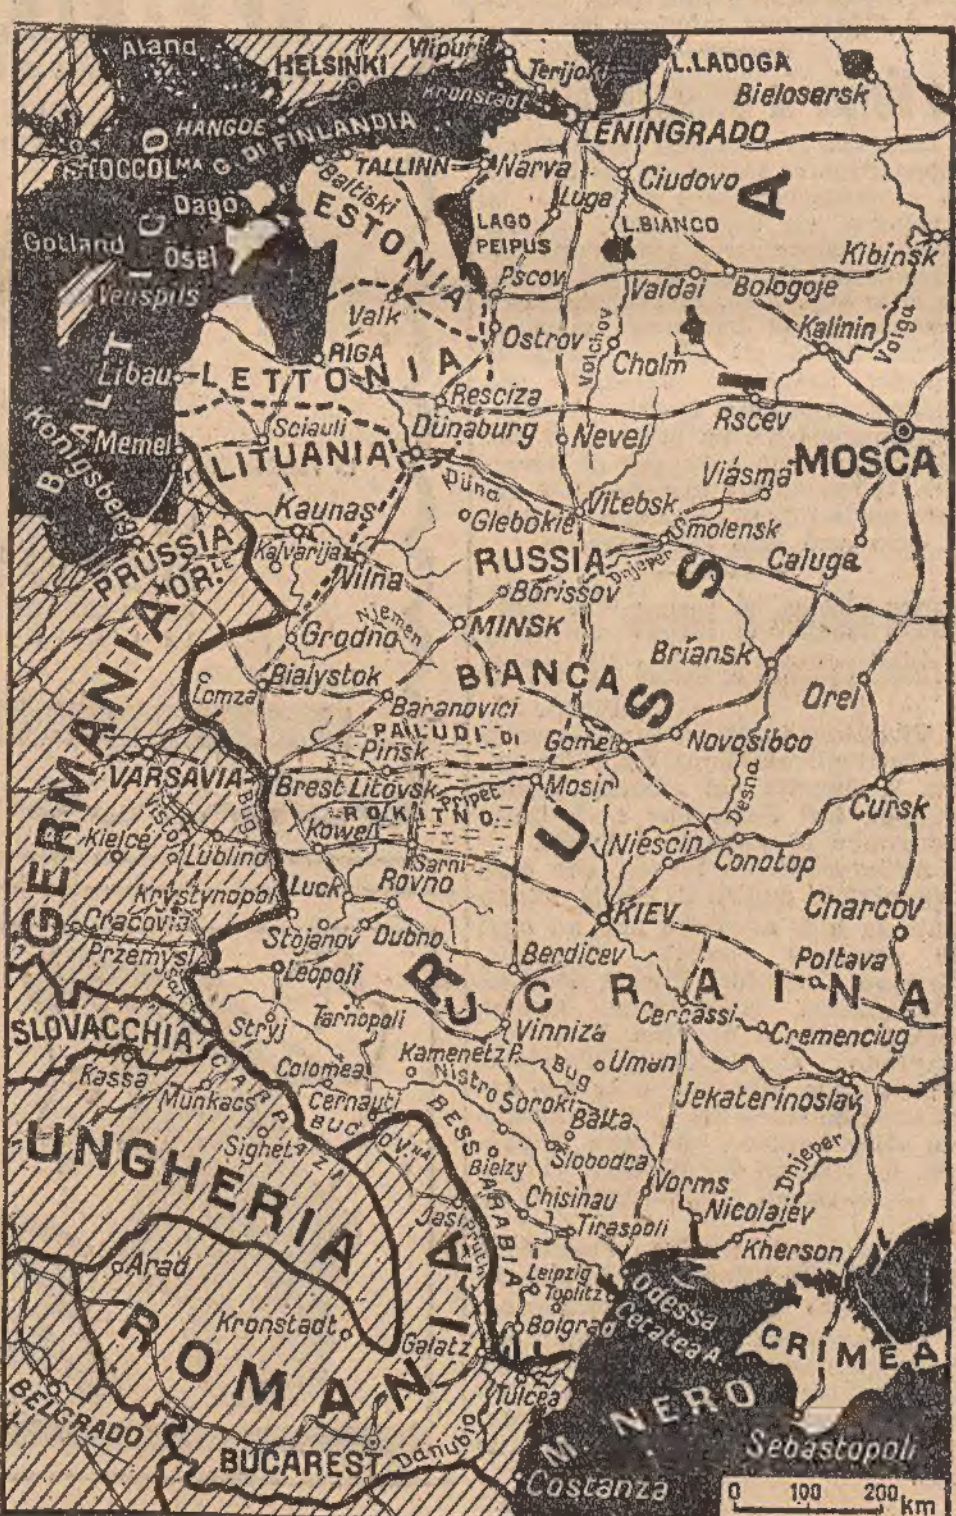 Aland
HELSINKI
Viipuri
Terijoki
L. LADOGA
Bielosersk
Kronstadt
HANGOE
G. DI FINLANDIA
LENINGRADO
STOCCOLMA
TALLINN
Narva
Ciudovo
Baltiski
Luga
Dago
ESTONIA
LAGO
PEIPUS
L. BIANCO
Kibinsk
Gotland
Ösel
Pscov
Valdai
Bologoje
Venspils
Valk
Ostrov
Kalinin
Volga
RIGA
Volchov
Cholm
Libau
LETTONIA
Resciza
Rscev
BALTICO
Memel
Sciauli
Dünaburg
Nevel
MOSCA
Königsberg
LITUANIA
Düna
Viasma
Kaunas
Glebokie
Vitebsk
Smolensk
PRUSSIA
OR.LE
Kalvarija
Vilna
RUSSIA
Dnjeper
Caluga
Borissov
Njemen
Grodno
MINSK
Briansk
BIANCA
Lomza
Bialystok
Orel
Baranovici
PALUDI DI
Pinsk
Gomel
Novosibco
VARSAVIA
Brest Litovsk
Pripet
Mosir
Desna
Bug
ROKITNO
Cursk
Kielce
Lublino
Kowel
Sarni
Niescin
Conotop
GERMANIA
Krystynopol
Luck
Rovno
KIEV
Charcov
Cracovia
Stojanov
Dubno
Przemysl
Leopoli
Berdicev
Poltava
RUSSIA
UCRAINA
Stryj
Tarnopoli
Vinniza
Cercassi
Cremenciug
SLOVACCHIA
Kamenetz P.
Bug
Uman
Kassa
CARPAZI
Colomea
Nistro
Munkacs
Cernauti
Soroki
Balta
Jekaterinoslav
BUCOV.NA
UNGHERIA
Sighet
BESSARABIA
Bielzy
Slobodca
Dnjeper
Vorms
Chisinau
Nicolajev
Jasi
Pruth
Tiraspoli
Kherson
Arad
Leipzig
Toplitz
Odessa
Cetatea A.
Kronstadt
Bolgrad
CRIMEA
ROMANIA
Galatz
Tulcea
BELGRADO
M. NERO
BUCAREST
Danubio
Sebastopoli
Costanza
0 100 200 km